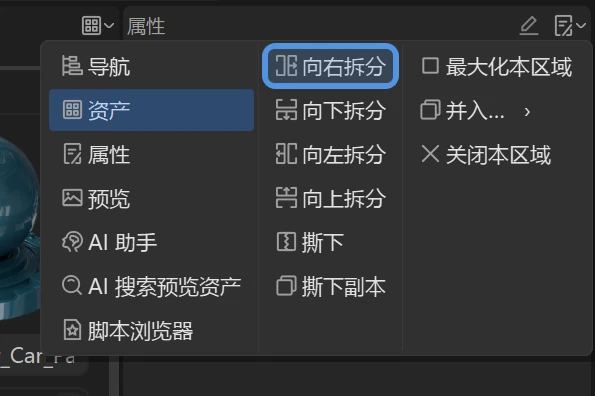 属性
导航
资产
属性
预览
AI 助手
AI 搜索预览资产
脚本浏览器
向右拆分
向下拆分
向左拆分
向上拆分
撕下
撕下副本
最大化本区域
并入... ›
关闭本区域
_Car_Pa